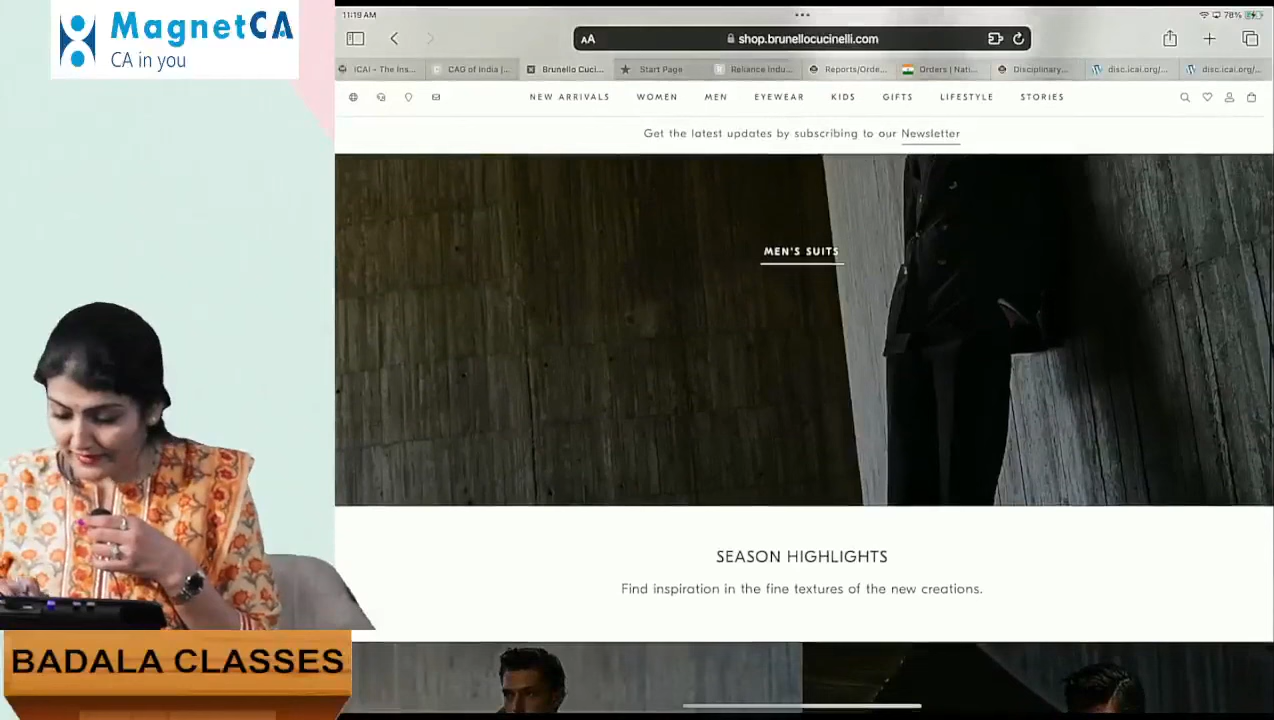 MagnetCA
CA in you
BADALA CLASSES
11:19 AM
78%
AA
shop.brunellocucinelli.com
ICAI - The Ins...
CAG of India |...
Brunello Cuci...
Start Page
Reliance Indu...
Reports/Orde...
Orders | Nati...
Disciplinary...
disc.icai.org/...
disc.icai.org/...
NEW ARRIVALS WOMEN MEN EYEWEAR KIDS GIFTS LIFESTYLE STORIES
Get the latest updates by subscribing to our Newsletter
MEN'S SUITS
SEASON HIGHLIGHTS
Find inspiration in the fine textures of the new creations.